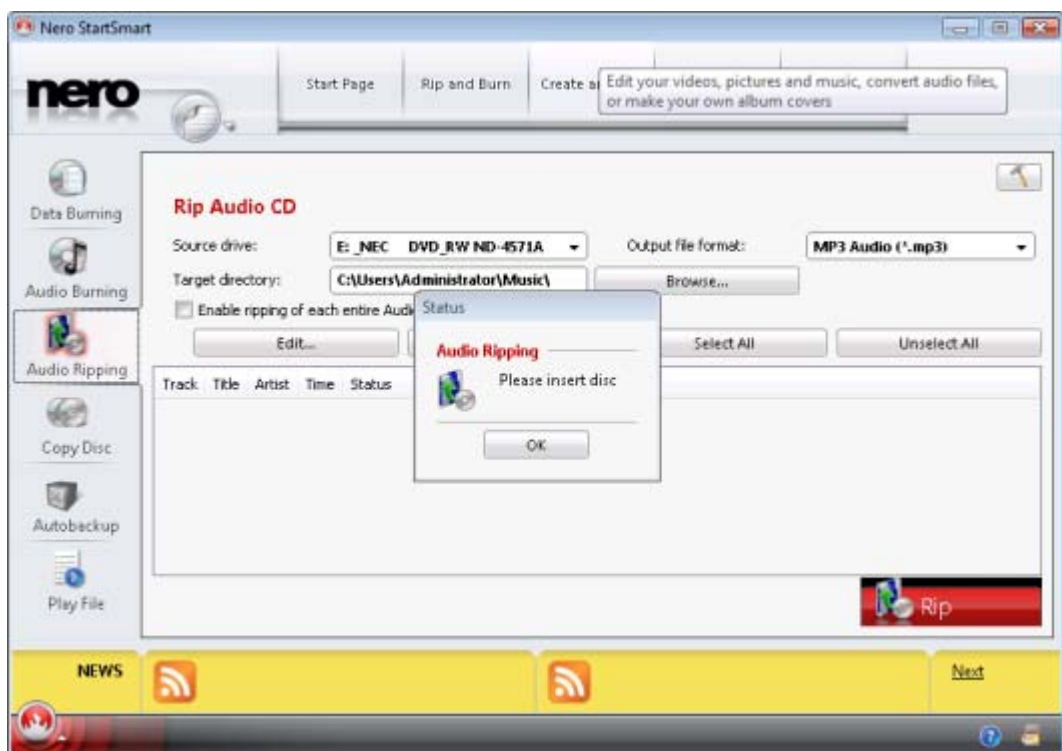 Nero StartSmart
nero
Start Page
Rip and Burn
Create a
Edit your videos, pictures and music, convert audio files,
or make your own album covers
Data Burning
Audio Burning
Audio Ripping
Copy Disc
Autobackup
Play File
Rip Audio CD
Source drive:
E: _NEC DVD_RW ND-4571A
Output file format:
MP3 Audio (*.mp3)
Target directory:
C:\Users\Administrator\Music\
Browse...
Enable ripping of each entire Aud
Edit...
Select All
Unselect All
Track Title Artist Time Status
Status
Audio Ripping
Please insert disc
OK
Rip
NEWS
Next